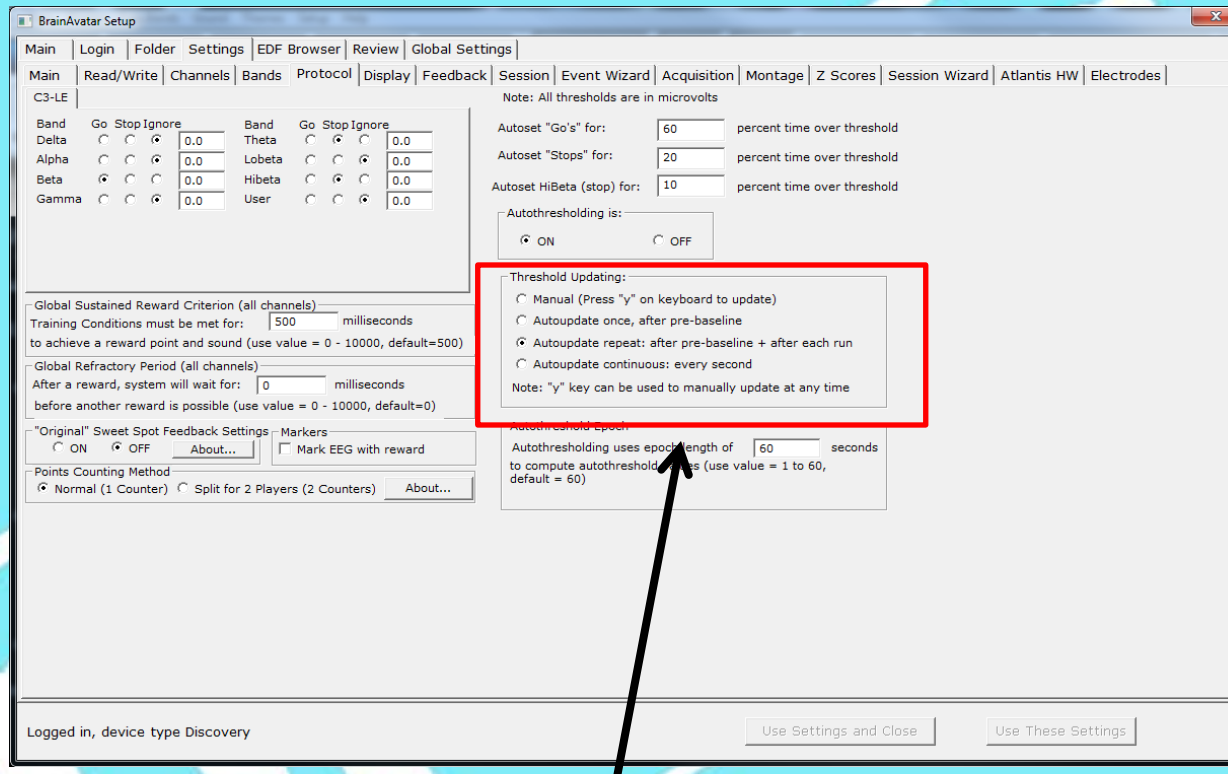 BrainAvatar Setup
Main Login Folder Settings EDF Browser Review Global Settings
Main Read/Write Channels Bands Protocol Display Feedback Session Event Wizard Acquisition Montage Z Scores Session Wizard Atlantis HW Electrodes
C3-LE
Band Go Stop Ignore Band Go Stop Ignore
Delta 0.0 Theta 0.0
Alpha 0.0 Lobeta 0.0
Beta 0.0 Hibeta 0.0
Gamma 0.0 User 0.0
Global Sustained Reward Criterion (all channels)
Training Conditions must be met for: 500 milliseconds
to achieve a reward point and sound (use value = 0 - 10000, default=500)
Global Refractory Period (all channels)
After a reward, system will wait for: 0 milliseconds
before another reward is possible (use value = 0 - 10000, default=0)
"Original" Sweet Spot Feedback Settings
ON OFF About...
Markers
Mark EEG with reward
Points Counting Method
Normal (1 Counter) Split for 2 Players (2 Counters) About...
Note: All thresholds are in microvolts
Autoset "Go's" for: 60 percent time over threshold
Autoset "Stops" for: 20 percent time over threshold
Autoset HiBeta (stop) for: 10 percent time over threshold
Autothresholding is:
ON OFF
Threshold Updating:
Manual (Press "y" on keyboard to update)
Autoupdate once, after pre-baseline
Autoupdate repeat: after pre-baseline + after each run
Autoupdate continuous: every second
Note: "y" key can be used to manually update at any time
Autothreshold Epoch
Autothresholding uses epoch length of 60 seconds
to compute autothreshold values (use value = 1 to 60,
default = 60)
Logged in, device type Discovery
Use Settings and Close Use These Settings